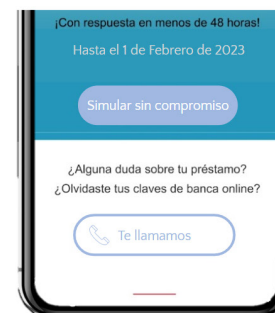 ¡Con respuesta en menos de 48 horas!
Hasta el 1 de Febrero de 2023
Simular sin compromiso
¿Alguna duda sobre tu préstamo?
¿Olvidaste tus claves de banca online?
Te llamamos